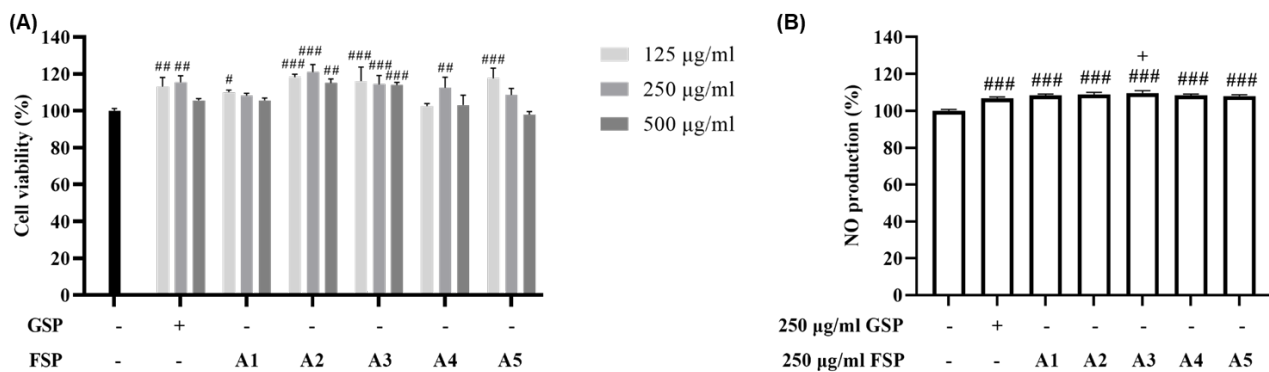 (A)
Cell viability (%)
140
120
100
80
60
40
20
0
## ## # ### ### ## ### ### ### ## ###
125 μg/ml
250 μg/ml
500 μg/ml
GSP - + - - - - -
FSP - - A1 A2 A3 A4 A5
(B)
NO production (%)
140
120
100
80
60
40
20
0
+
### ### ### ### ### ###
250 μg/ml GSP - + - - - - -
250 μg/ml FSP - - A1 A2 A3 A4 A5